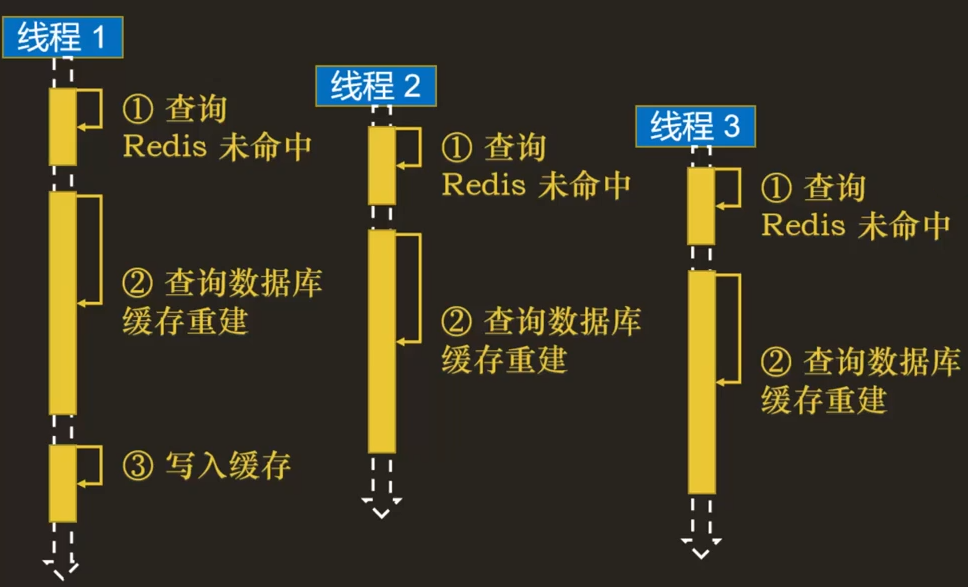 线程 1
① 查询
Redis 未命中
② 查询数据库
缓存重建
③ 写入缓存
线程 2
① 查询
Redis 未命中
② 查询数据库
缓存重建
线程 3
① 查询
Redis 未命中
② 查询数据库
缓存重建